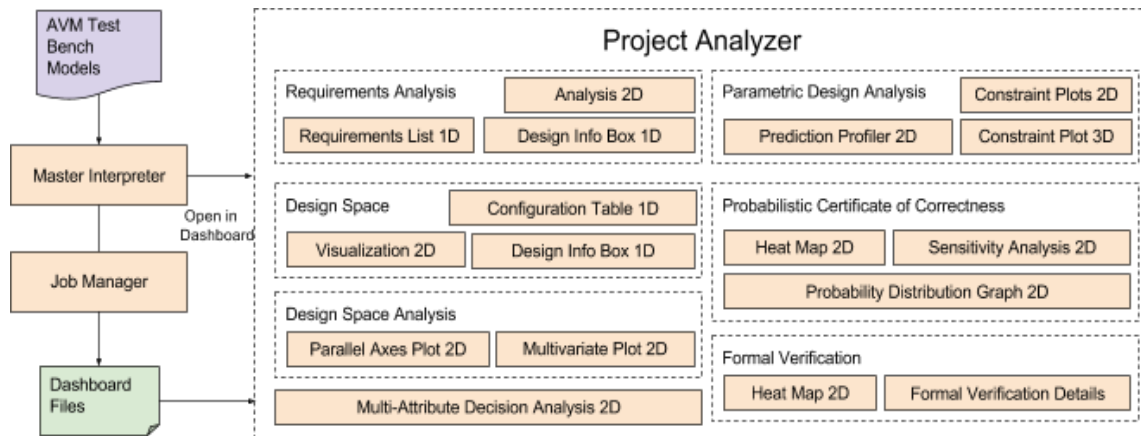 AVM Test
Bench
Models
Master Interpreter
Open in
Dashboard
Job Manager
Dashboard
Files
Project Analyzer
Requirements Analysis
Analysis 2D
Requirements List 1D
Design Info Box 1D
Design Space
Configuration Table 1D
Visualization 2D
Design Info Box 1D
Design Space Analysis
Parallel Axes Plot 2D
Multivariate Plot 2D
Multi-Attribute Decision Analysis 2D
Parametric Design Analysis
Constraint Plots 2D
Prediction Profiler 2D
Constraint Plot 3D
Probabilistic Certificate of Correctness
Heat Map 2D
Sensitivity Analysis 2D
Probability Distribution Graph 2D
Formal Verification
Heat Map 2D
Formal Verification Details